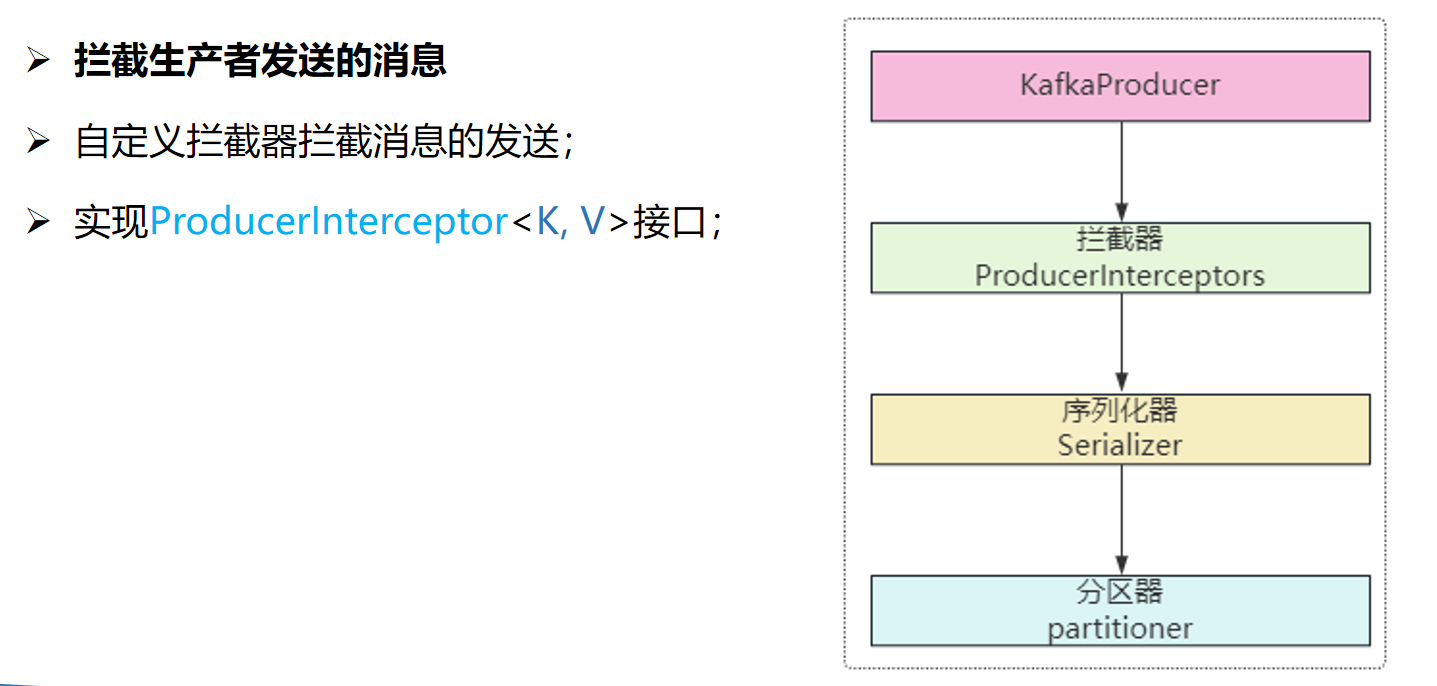 拦截生产者发送的消息
自定义拦截器拦截消息的发送；
实现ProducerInterceptor<K, V>接口；
KafkaProducer
拦截器
ProducerInterceptors
序列化器
Serializer
分区器
partitioner